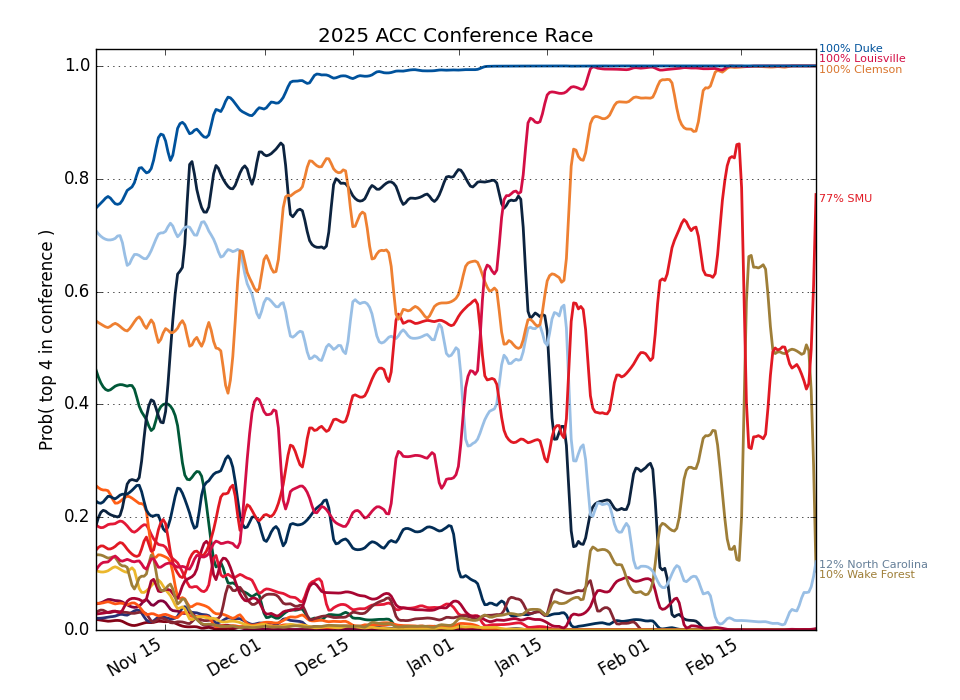 2025 ACC Conference Race
100% Duke
100% Louisville
100% Clemson
77% SMU
12% North Carolina
10% Wake Forest
Prob( top 4 in conference )
1.0
0.8
0.6
0.4
0.2
0.0
Nov 15
Dec 01
Dec 15
Jan 01
Jan 15
Feb 01
Feb 15